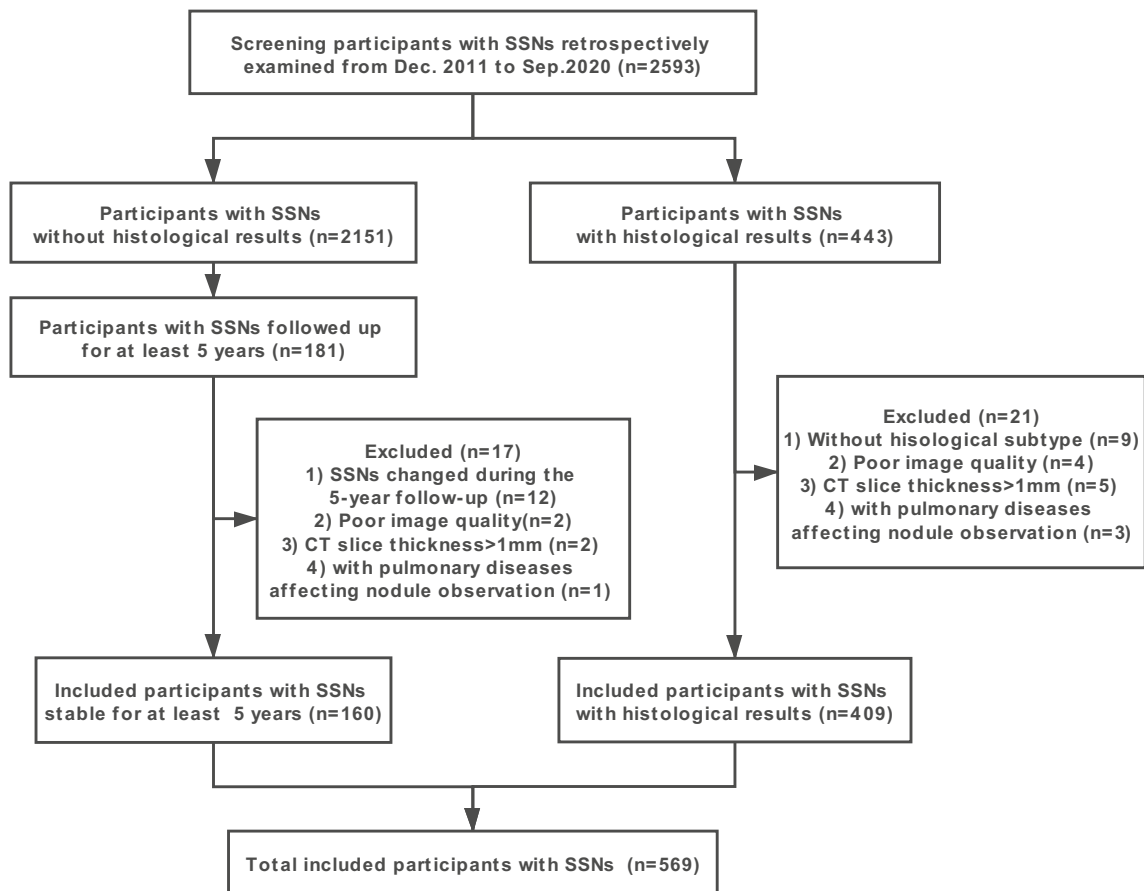 Screening participants with SSNs retrospectively
examined from Dec. 2011 to Sep.2020 (n=2593)
Participants with SSNs
without histological results (n=2151)
Participants with SSNs
with histological results (n=443)
Participants with SSNs followed up
for at least 5 years (n=181)
Excluded (n=17)
1) SSNs changed during the
5-year follow-up (n=12)
2) Poor image quality(n=2)
3) CT slice thickness>1mm (n=2)
4) with pulmonary diseases
affecting nodule observation (n=1)
Excluded (n=21)
1) Without hisological subtype (n=9)
2) Poor image quality (n=4)
3) CT slice thickness>1mm (n=5)
4) with pulmonary diseases
affecting nodule observation (n=3)
Included participants with SSNs
stable for at least  5 years (n=160)
Included participants with SSNs
with histological results (n=409)
Total included participants with SSNs  (n=569)